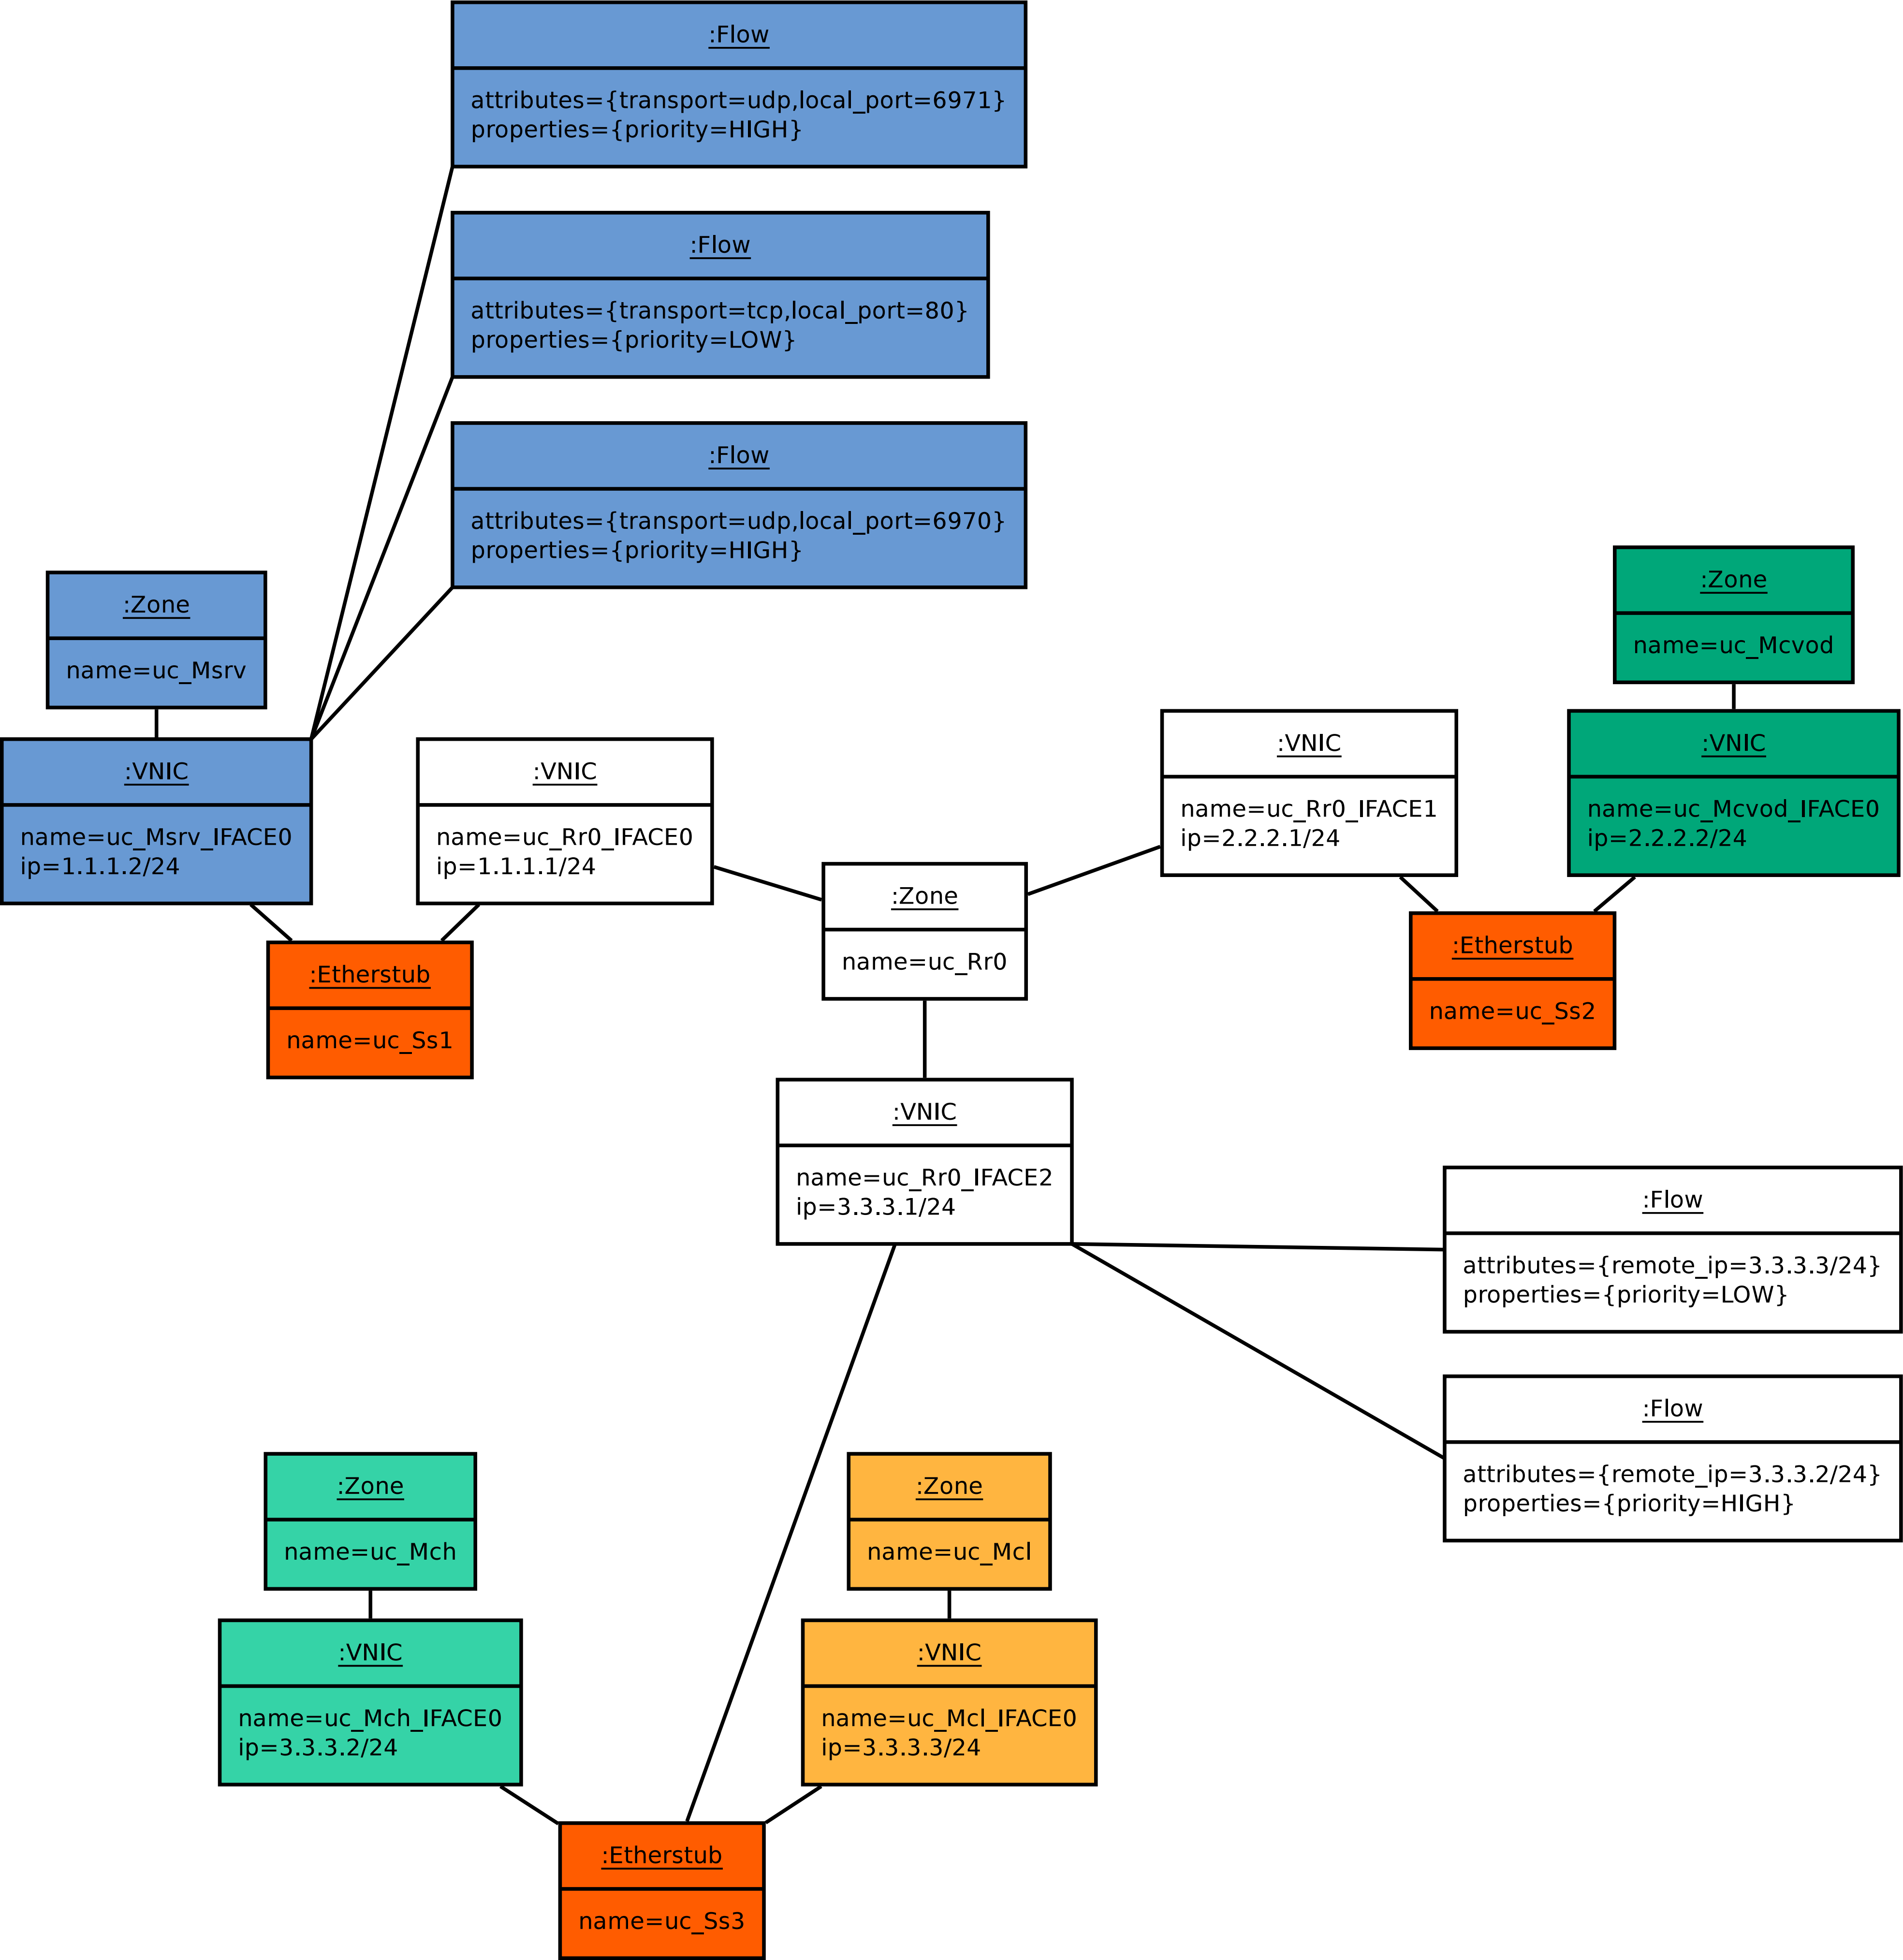 :Flow
attributes={transport=udp,local_port=6971}
properties={priority=HIGH}
:Flow
attributes={transport=tcp,local_port=80}
properties={priority=LOW}
:Flow
attributes={transport=udp,local_port=6970}
properties={priority=HIGH}
:Zone
name=uc_Msrv
:Zone
name=uc_Mcvod
:VNIC
name=uc_Msrv_IFACE0
ip=1.1.1.2/24
:VNIC
name=uc_Rr0_IFACE0
ip=1.1.1.1/24
:VNIC
name=uc_Rr0_IFACE1
ip=2.2.2.1/24
:VNIC
name=uc_Mcvod_IFACE0
ip=2.2.2.2/24
:Zone
name=uc_Rr0
:Etherstub
name=uc_Ss1
:Etherstub
name=uc_Ss2
:VNIC
name=uc_Rr0_IFACE2
ip=3.3.3.1/24
:Flow
attributes={remote_ip=3.3.3.3/24}
properties={priority=LOW}
:Flow
attributes={remote_ip=3.3.3.2/24}
properties={priority=HIGH}
:Zone
name=uc_Mch
:Zone
name=uc_Mcl
:VNIC
name=uc_Mch_IFACE0
ip=3.3.3.2/24
:VNIC
name=uc_Mcl_IFACE0
ip=3.3.3.3/24
:Etherstub
name=uc_Ss3